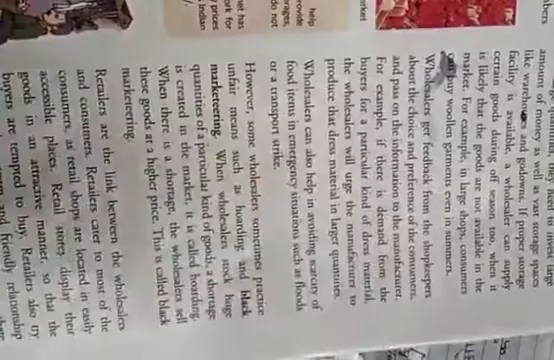 amount of money as well as vast storage spaces
like warehouses and godowns. If proper storage
facility is available, a wholesaler can supply
certain goods during off season too, when it
is likely that the goods are not available in the
market. For example, in large shops, consumers
can buy woolen garments even in summers.
Wholesalers get feedback from the shopkeepers
about the choice and preference of the consumers,
and pass on the information to the manufacturer.
For example, if there is demand from the
buyers for a particular kind of dress material,
the wholesalers will urge the manufacturer to
produce that dress material in larger quantities.
Wholesalers can also help in avoiding scarcity of
food items in emergency situations such as floods
or a transport strike.
However, some wholesalers sometimes practice
unfair means such as hoarding and black
marketeering. When wholesalers stock huge
quantities of a particular kind of goods, a shortage
is created in the market, it is called hoarding.
When there is a shortage, the wholesalers sell
these goods at a higher price. This is called black
marketeering.
Retailers are the link between the wholesalers
and consumers. Retailers cater to most of the
consumers, as retail shops are located in easily
accessible places. Retail stores display their
goods in an attractive manner, so that the
buyers are tempted to buy. Retailers also try
and friendly relationship
help
provide
do not
market
et has
ork for
prices
Indian